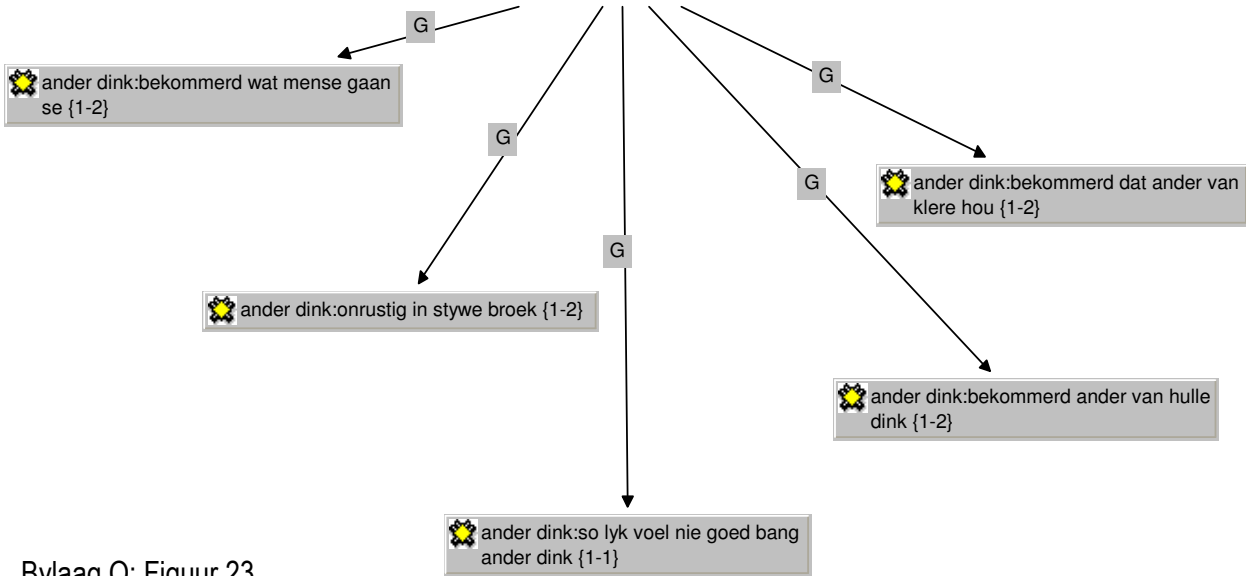 G
ander dink:bekommerd wat mense gaan
se {1-2}
G
G
ander dink:bekommerd dat ander van
klere hou {1-2}
G
G
ander dink:onrustig in stywe broek {1-2}
ander dink:bekommerd ander van hulle
dink {1-2}
ander dink:so lyk voel nie goed bang
ander dink {1-1}
Bylaag O: Figuur 23